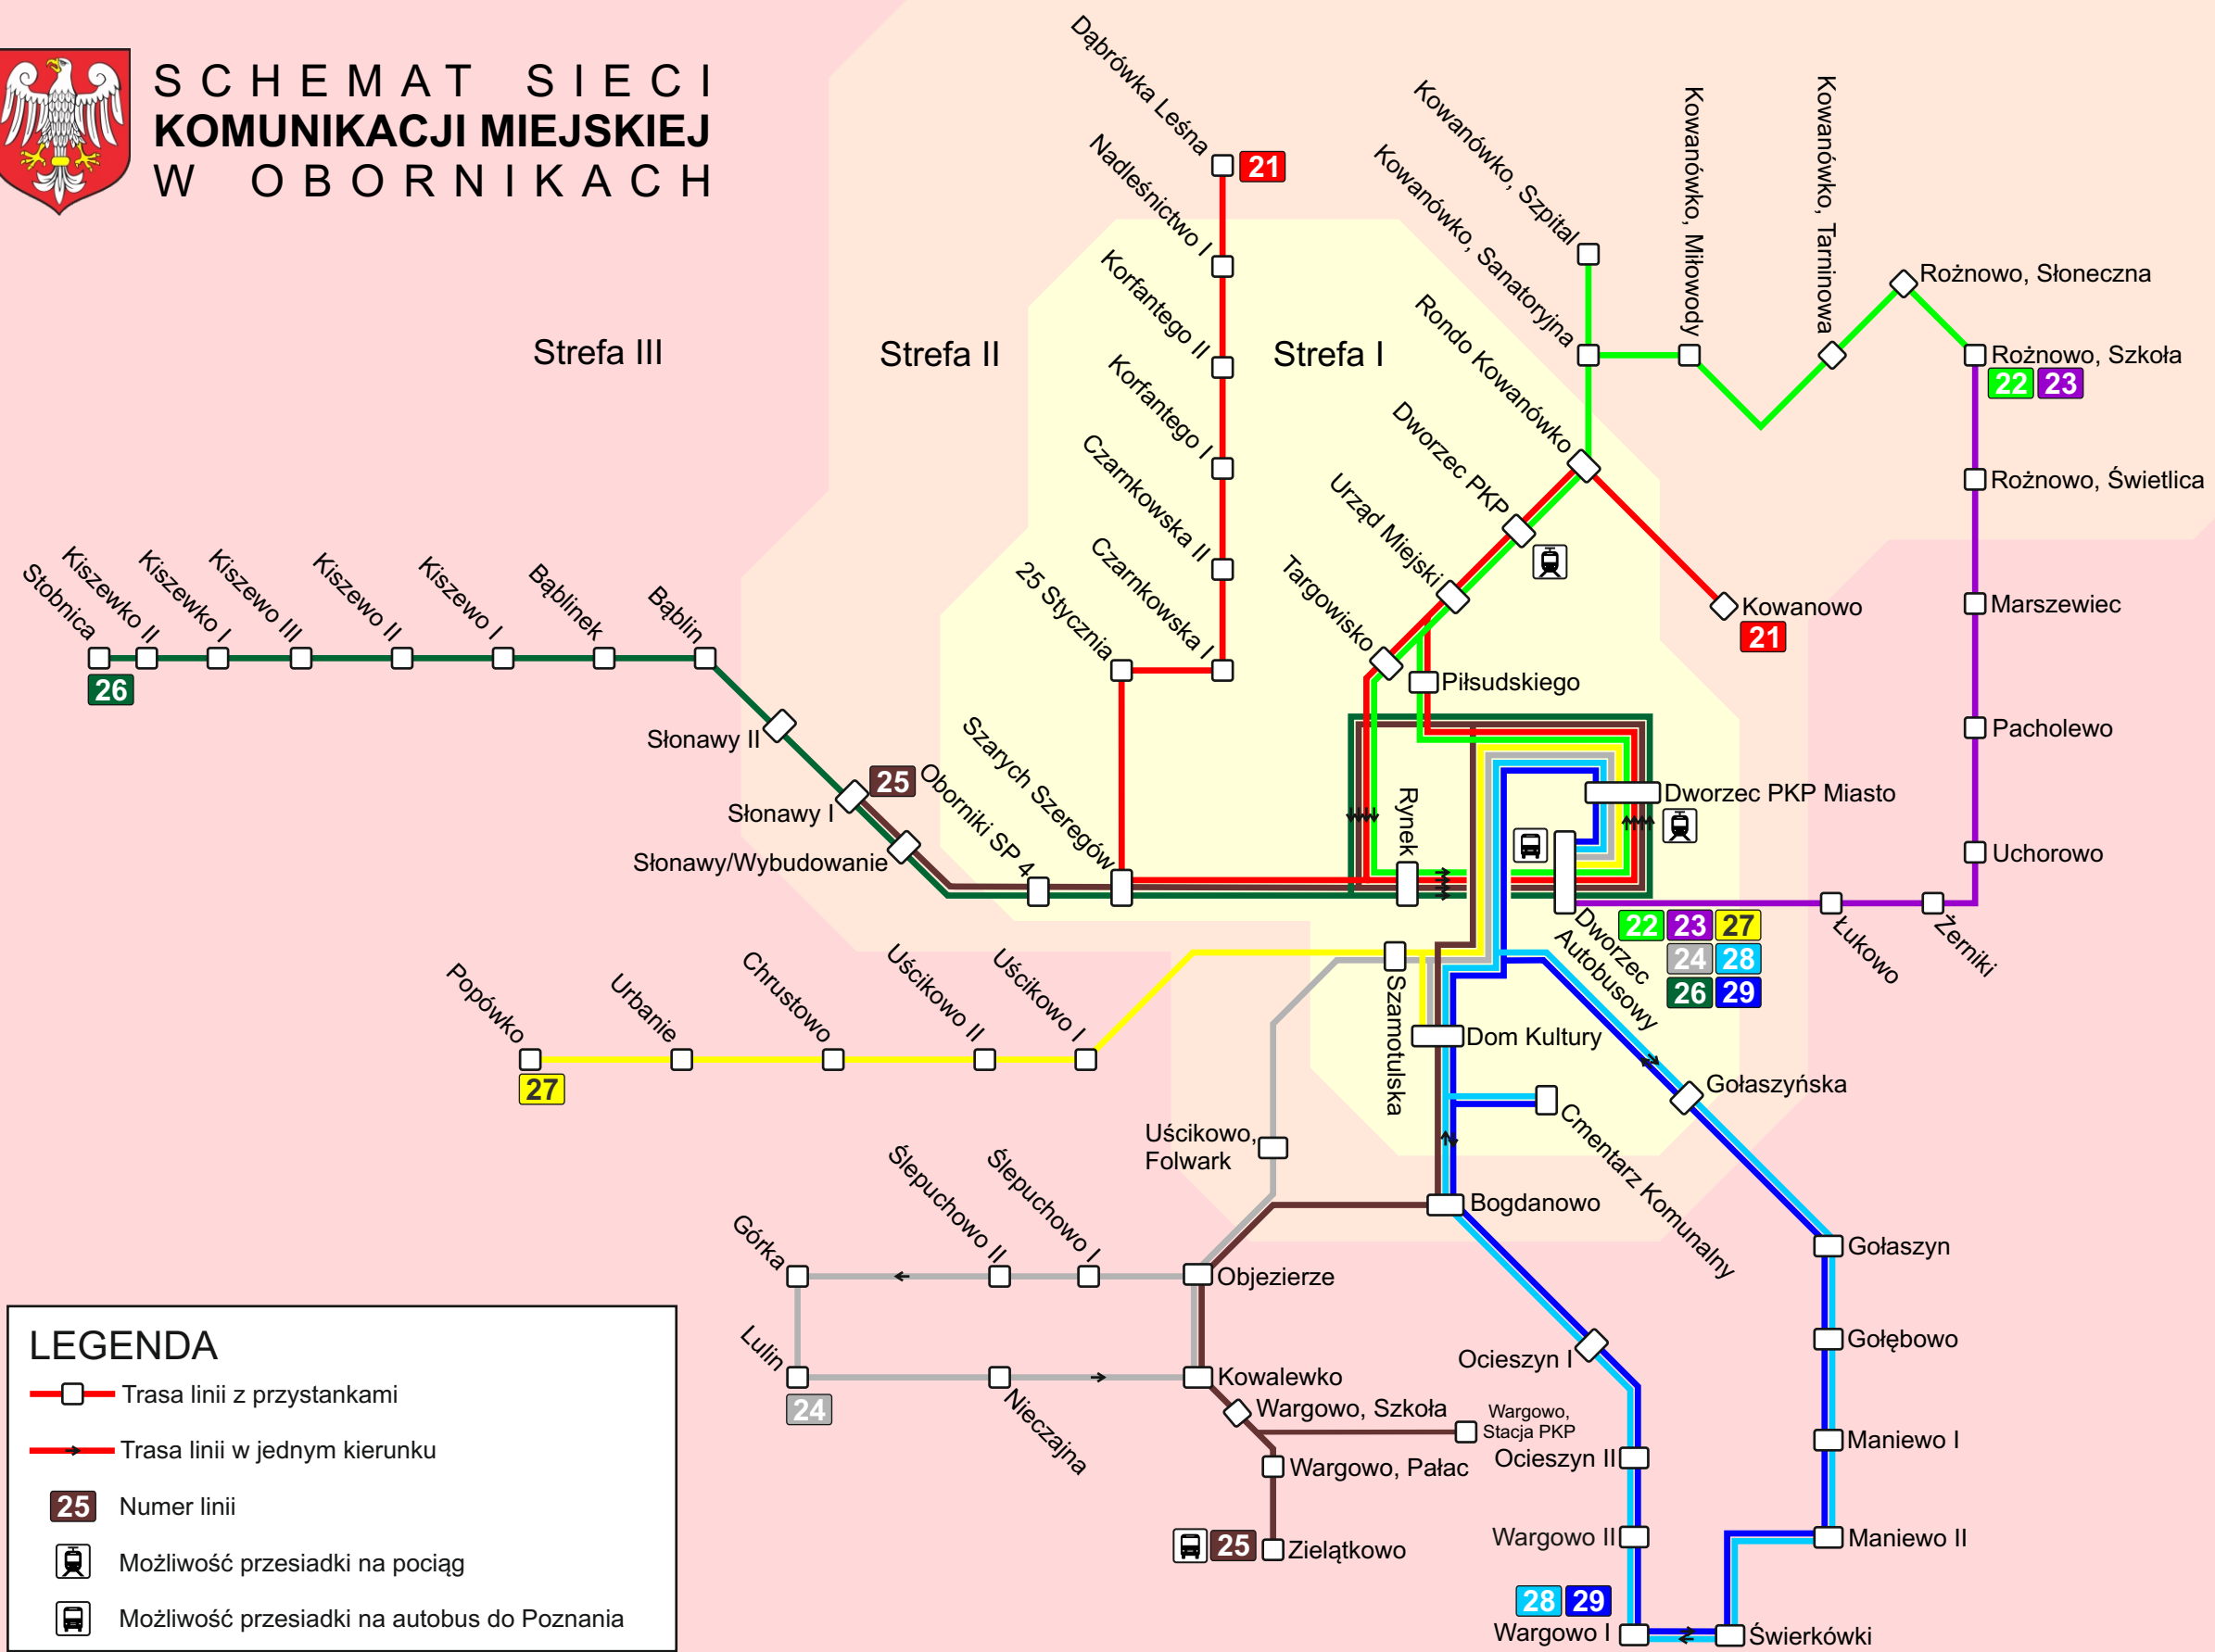 SCHEMAT SIECI
KOMUNIKACJI MIEJSKIEJ
W OBORNIKACH
Strefa III
Strefa II
Strefa I
Dąbrówka Leśna
21
Nadleśnictwo I
Korfantego II
Korfantego I
Czarnkowska II
Czarnkowska I
25 Stycznia
Szarych Szeregów
Oborniki SP 4
Kowanówko, Szpital
Kowanówko, Sanatoryjna
Kowanówko, Miłowody
Kowanówko, Tarninowa
Rożnowo, Słoneczna
Rożnowo, Szkoła
22 23
Rożnowo, Świetlica
Marszewiec
Pacholewo
Uchorowo
Żerniki
Łukowo
Rondo Kowanówko
Dworzec PKP
Urząd Miejski
Targowisko
Kowanowo
21
Piłsudskiego
Rynek
Dworzec PKP Miasto
Dworzec
Autobusowy
22 23 27
24 28
26 29
Stobnica
26
Kiszewko II
Kiszewko I
Kiszewo III
Kiszewo II
Kiszewo I
Bąblinek
Bąblin
Słonawy II
Słonawy I
25
Słonawy/Wybudowanie
Popówko
27
Urbanie
Chrustowo
Uścikowo II
Uścikowo I
Szamotulska
Dom Kultury
Cmentarz Komunalny
Gołaszyńska
Uścikowo,
Folwark
Bogdanowo
Ślepuchowo II
Ślepuchowo I
Górka
Lulin
24
Nieczajna
Objezierze
Kowalewko
Wargowo, Szkoła
Wargowo,
Stacja PKP
Wargowo, Pałac
25
Zielątkowo
Ocieszyn I
Ocieszyn II
Wargowo II
28 29
Wargowo I
Świerkówki
Gołaszyn
Gołębowo
Maniewo I
Maniewo II
LEGENDA
Trasa linii z przystankami
Trasa linii w jednym kierunku
25 Numer linii
Możliwość przesiadki na pociąg
Możliwość przesiadki na autobus do Poznania